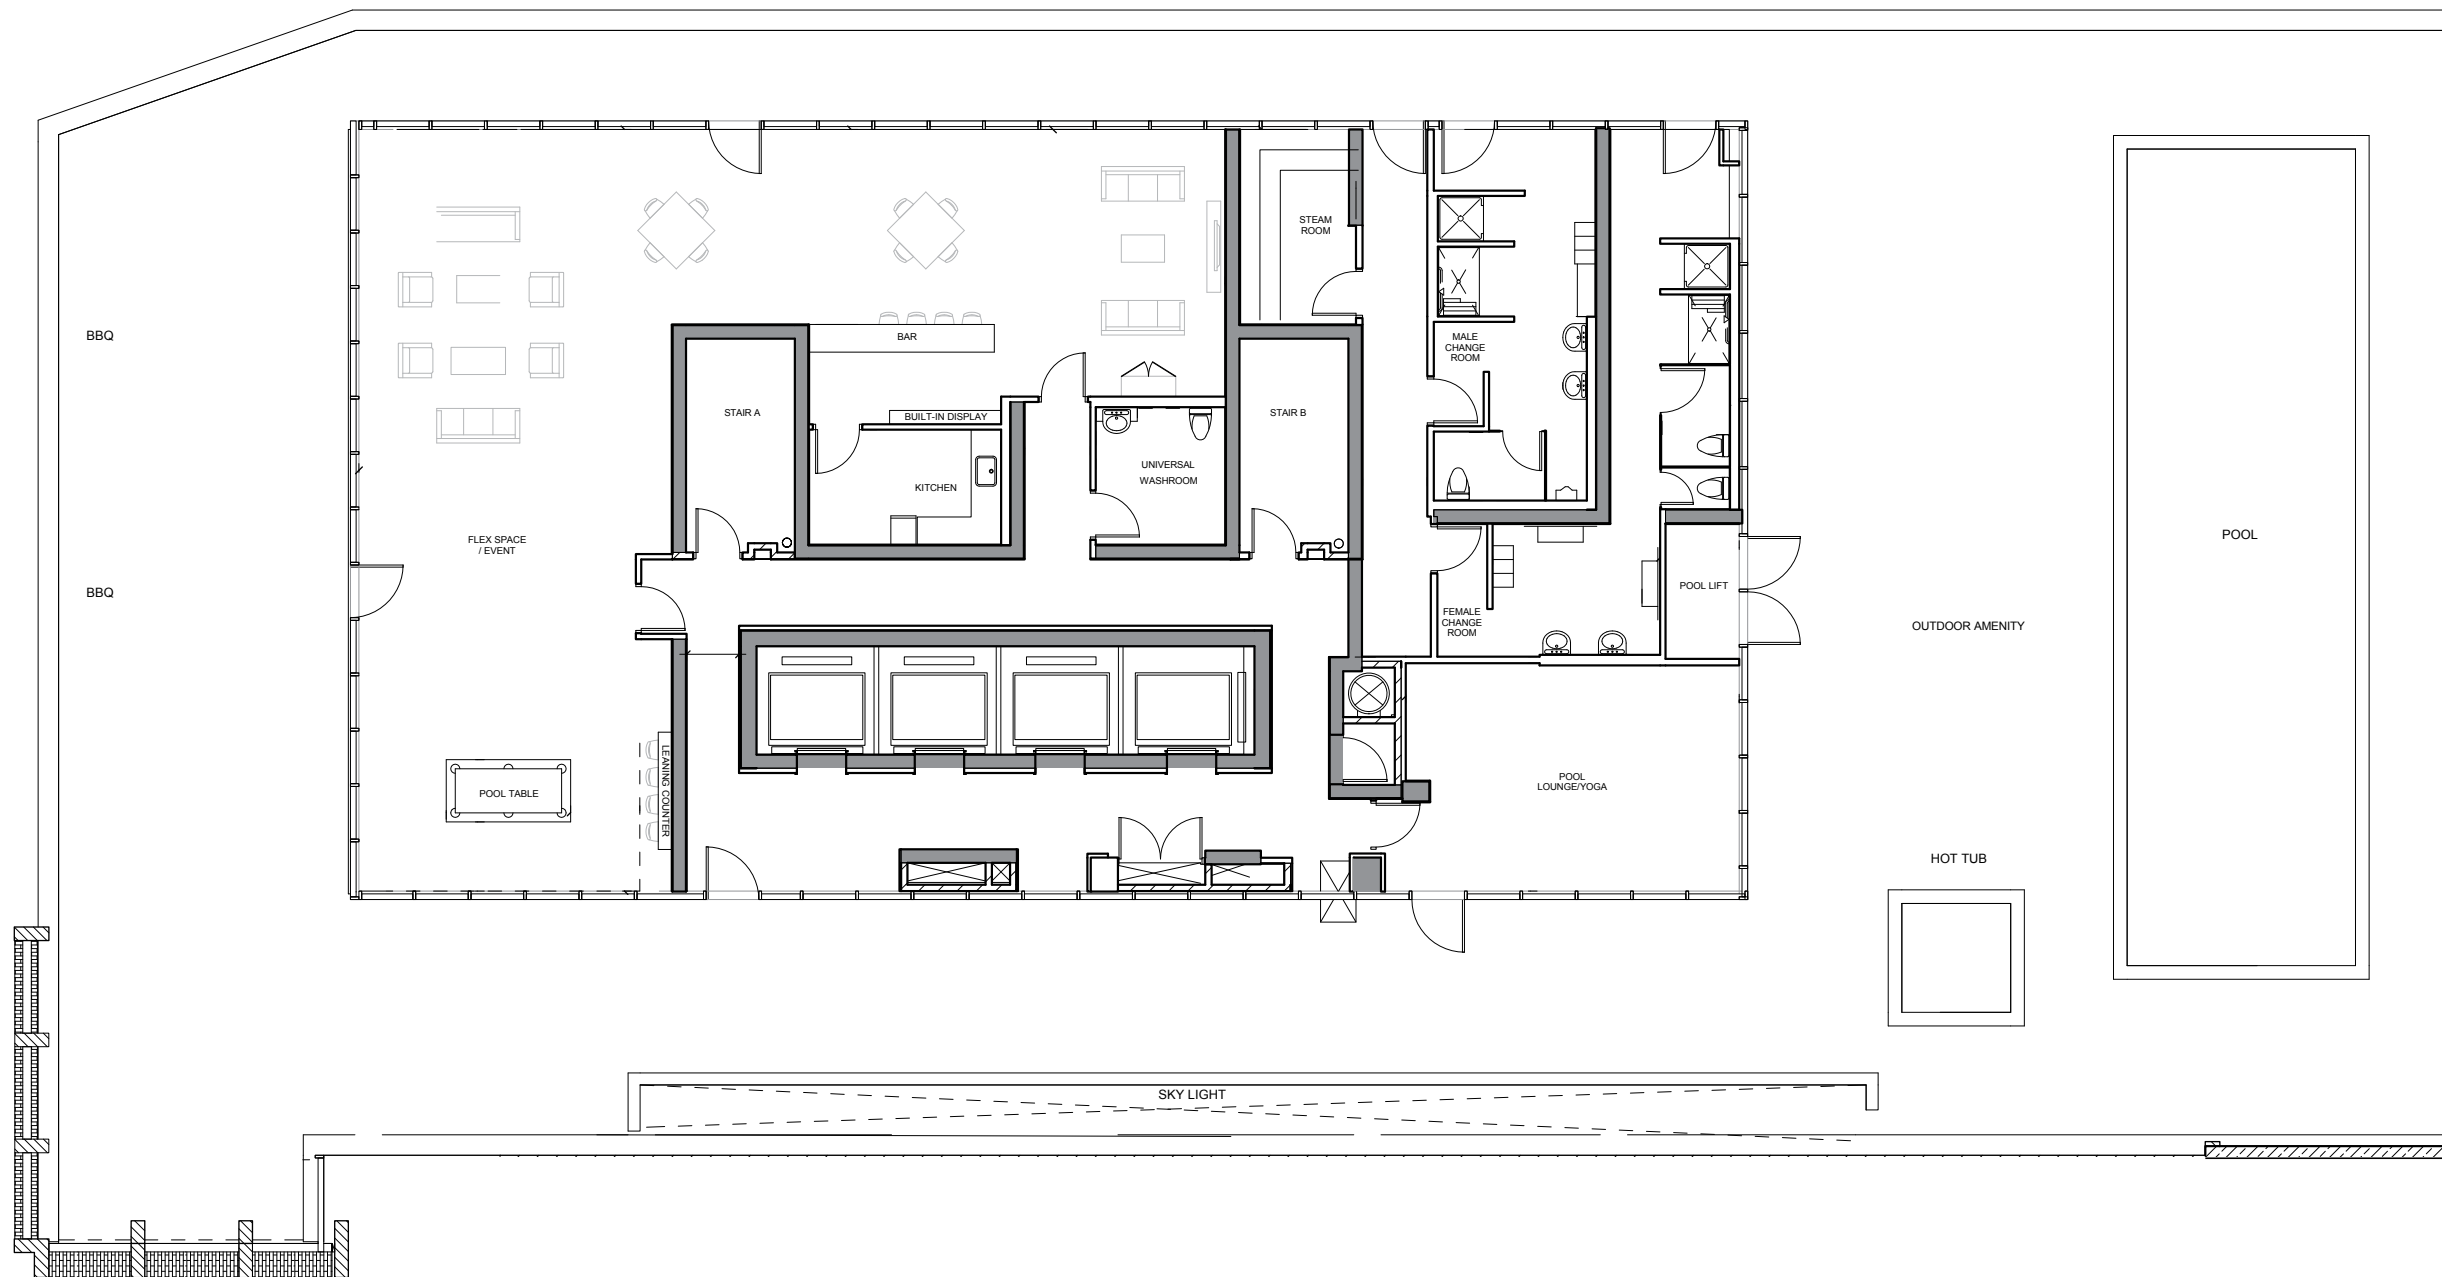 STEAM
ROOM
BBQ
BAR
MALE
CHANGE
ROOM
STAIR A
BUILT-IN DISPLAY
STAIR B
UNIVERSAL
WASHROOM
KITCHEN
FLEX SPACE
/ EVENT
POOL
BBQ
POOL LIFT
FEMALE
CHANGE
ROOM
OUTDOOR AMENITY
LEANING COUNTER
POOL TABLE
POOL
LOUNGE/YOGA
HOT TUB
SKY LIGHT